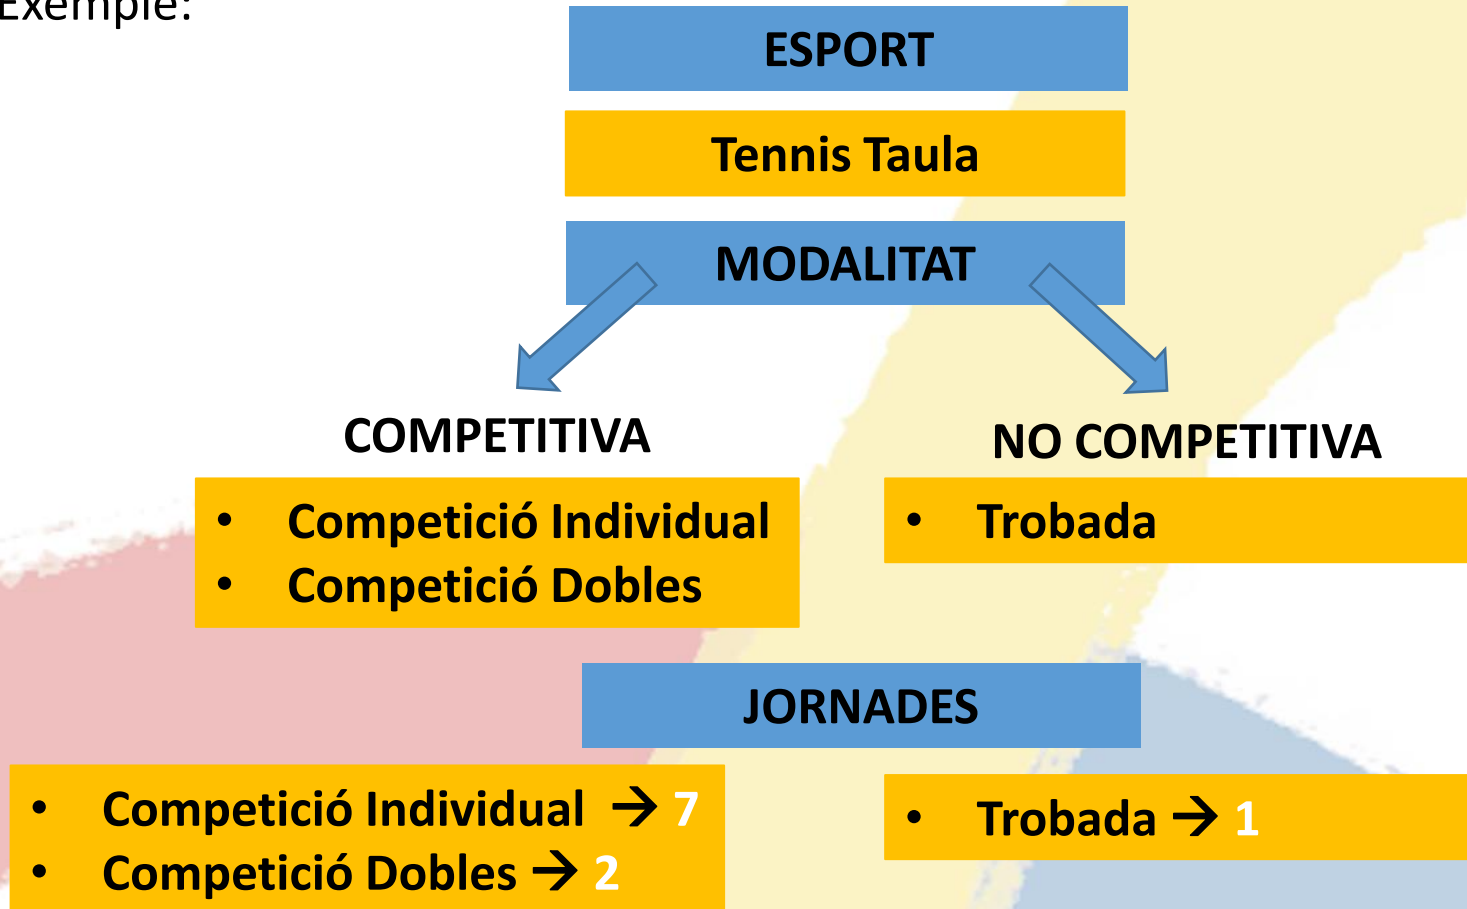 Exemple:
ESPORT
Tennis Taula
MODALITAT
COMPETITIVA
NO COMPETITIVA
• Competició Individual
• Competició Dobles
• Trobada
JORNADES
• Competició Individual → 7
• Competició Dobles → 2
• Trobada → 1